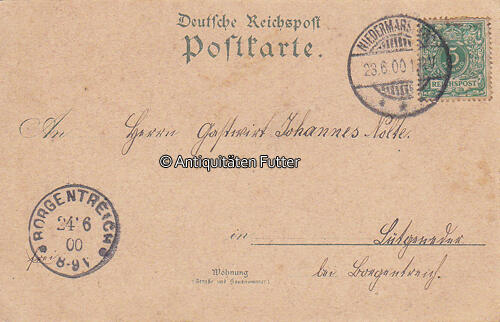 Deutsche Reichspost
Postkarte.
23.6.00
5
REICHSPOST
An Herrn Gastwirt Johannes Nolte.
© Antiquitäten Futter
BORGENTREICH
24/6
00
in Lütgeneder
bei Borgentreich.
Wohnung
(Straße und Hausnummer)